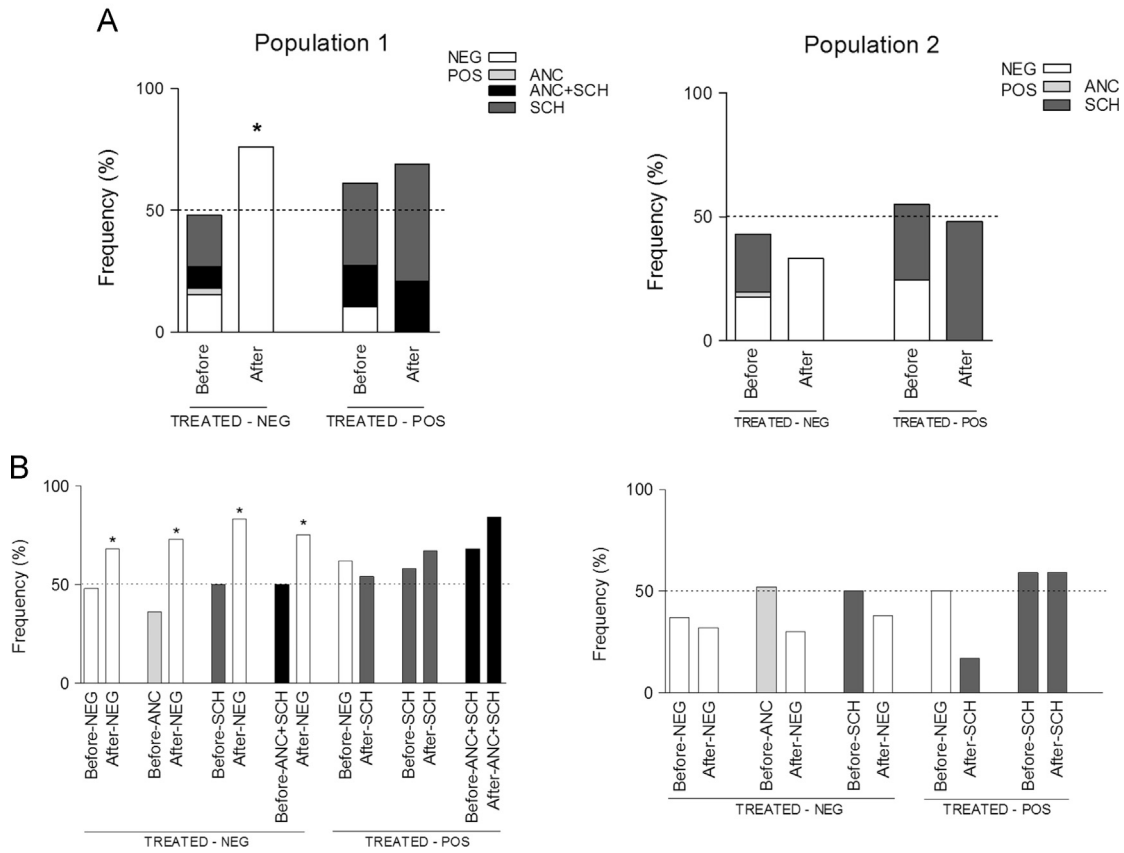 A
Population 1
NEG
POS ANC
ANC+SCH
SCH
Frequency (%)
100
50
0
*
Before
After
Before
After
TREATED - NEG
TREATED - POS
Population 2
NEG
POS ANC
SCH
Frequency (%)
100
50
0
Before
After
Before
After
TREATED - NEG
TREATED - POS
B
Frequency (%)
100
50
0
*
*
*
*
Before-NEG
After-NEG
Before-ANC
After-NEG
Before-SCH
After-NEG
Before-ANC+SCH
After-NEG
Before-NEG
After-SCH
Before-SCH
After-SCH
Before-ANC+SCH
After-ANC+SCH
TREATED - NEG
TREATED - POS
Frequency (%)
100
50
0
Before-NEG
After-NEG
Before-ANC
After-NEG
Before-SCH
After-NEG
Before-NEG
After-SCH
Before-SCH
After-SCH
TREATED - NEG
TREATED - POS